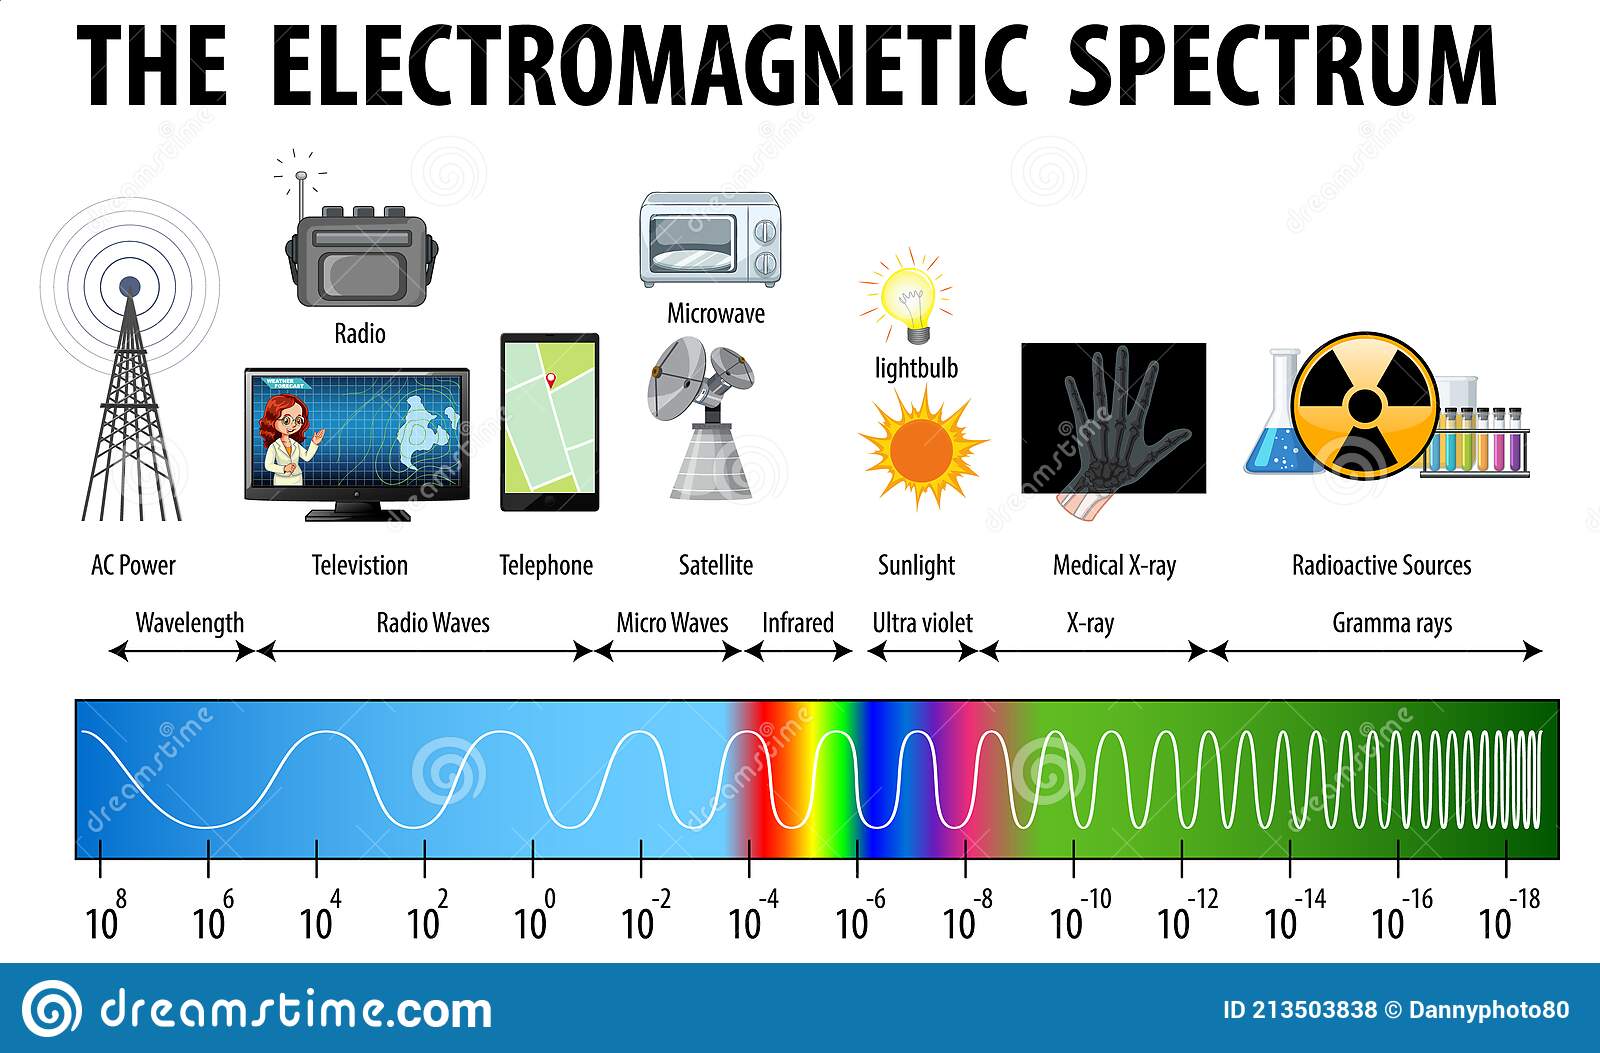 THE ELECTROMAGNETIC SPECTRUM
Radio
Microwave
lightbulb
WEATHER
FORECAST
AC Power
Televistion
Telephone
Satellite
Sunlight
Medical X-ray
Radioactive Sources
Wavelength
Radio Waves
Micro Waves
Infrared
Ultra violet
X-ray
Gramma rays
10^8 10^6 10^4 10^2 10^0 10^-2 10^-4 10^-6 10^-8 10^-10 10^-12 10^-14 10^-16 10^-18
dreamstime.com
ID 213503838 © Dannyphoto80